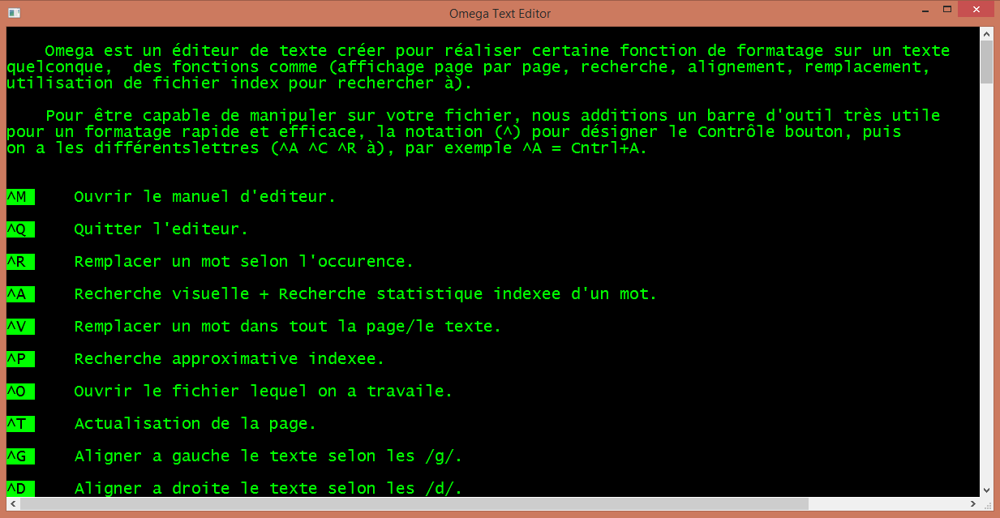 Omega Text Editor
Omega est un éditeur de texte créer pour réaliser certaine fonction de formatage sur un texte
quelconque,  des fonctions comme (affichage page par page, recherche, alignement, remplacement,
utilisation de fichier index pour rechercher à).
Pour être capable de manipuler sur votre fichier, nous additions un barre d'outil très utile
pour un formatage rapide et efficace, la notation (^) pour désigner le Contrôle bouton, puis
on a les différentslettres (^A ^C ^R à), par exemple ^A = Cntrl+A.
^M Ouvrir le manuel d'editeur.
^Q Quitter l'editeur.
^R Remplacer un mot selon l'occurence.
^A Recherche visuelle + Recherche statistique indexee d'un mot.
^V Remplacer un mot dans tout la page/le texte.
^P Recherche approximative indexee.
^O Ouvrir le fichier lequel on a travaile.
^T Actualisation de la page.
^G Aligner a gauche le texte selon les /g/.
^D Aligner a droite le texte selon les /d/.